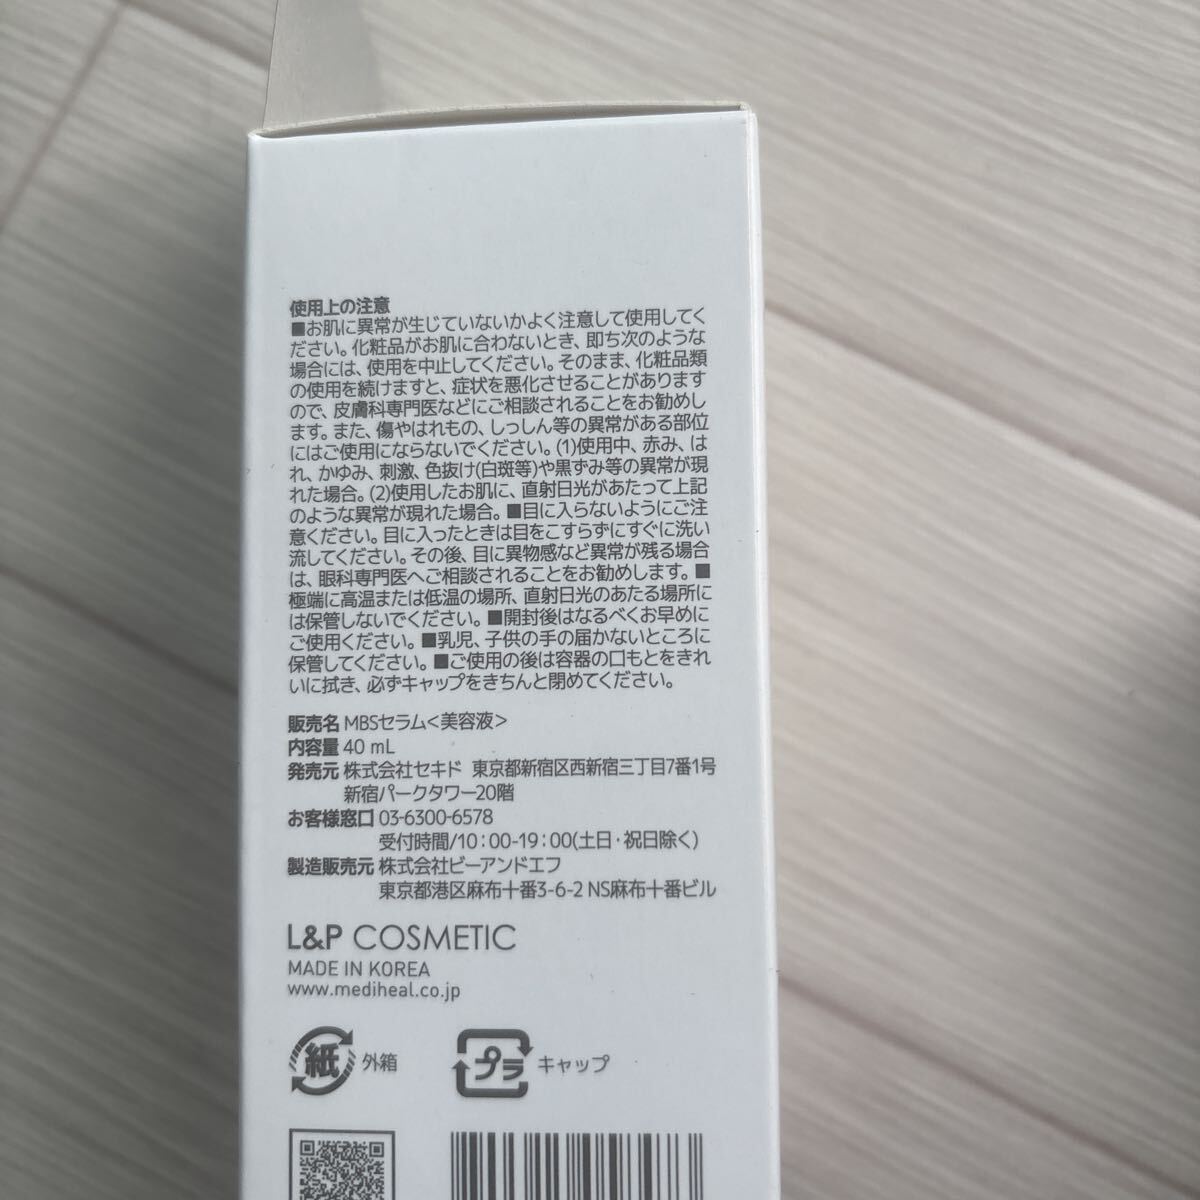 使用上の注意
■お肌に異常が生じていないかよく注意して使用してく
ださい。化粧品がお肌に合わないとき、即ち次のような
場合には、使用を中止してください。そのまま、化粧品類
の使用を続けますと、症状を悪化させることがあります
ので、皮膚科専門医などにご相談されることをお勧めし
ます。また、傷やはれもの、しっしん等の異常がある部位
にはご使用にならないでください。(1)使用中、赤み、は
れ、かゆみ、刺激、色抜け(白斑等)や黒ずみ等の異常が現
れた場合。(2)使用したお肌に、直射日光があたって上記
のような異常が現れた場合。■目に入らないようにご注
意ください。目に入ったときは目をこすらずにすぐに洗い
流してください。その後、目に異物感など異常が残る場合
は、眼科専門医へご相談されることをお勧めします。■
極端に高温または低温の場所、直射日光のあたる場所に
は保管しないでください。■開封後はなるべくお早めに
ご使用ください。■乳児、子供の手の届かないところに
保管してください。■ご使用の後は容器の口もとをきれ
いに拭き、必ずキャップをきちんと閉めてください。
販売名 MBSセラム<美容液>
内容量 40 mL
発売元 株式会社セキド 東京都新宿区西新宿三丁目7番1号
新宿パークタワー20階
お客様窓口 03-6300-6578
受付時間/10:00-19:00(土日・祝日除く)
製造販売元 株式会社ビーアンドエフ
東京都港区麻布十番3-6-2 NS麻布十番ビル
L&P COSMETIC
MADE IN KOREA
www.mediheal.co.jp
紙 外箱 プラ キャップ